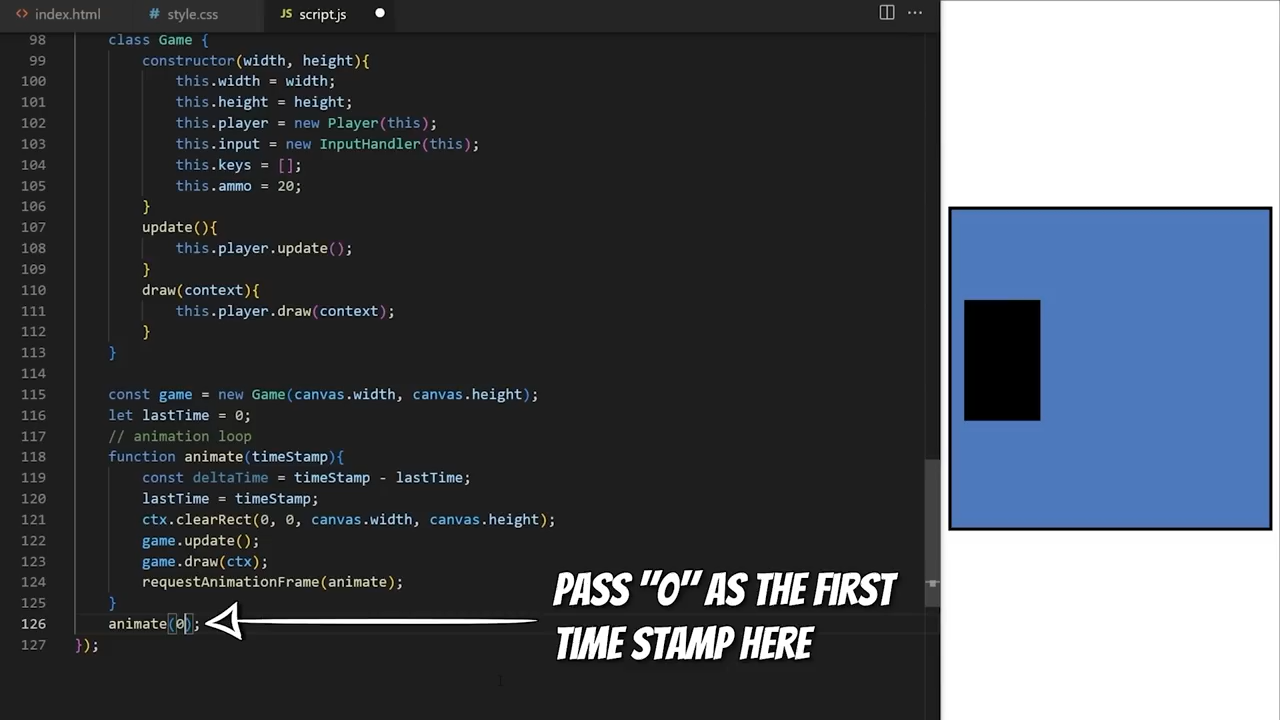 index.html
style.css
JS script.js
98 class Game {
99 constructor(width, height){
100 this.width = width;
101 this.height = height;
102 this.player = new Player(this);
103 this.input = new InputHandler(this);
104 this.keys = [];
105 this.ammo = 20;
106 }
107 update(){
108 this.player.update();
109 }
110 draw(context){
111 this.player.draw(context);
112 }
113 }
114
115 const game = new Game(canvas.width, canvas.height);
116 let lastTime = 0;
117 // animation loop
118 function animate(timeStamp){
119 const deltaTime = timeStamp - lastTime;
120 lastTime = timeStamp;
121 ctx.clearRect(0, 0, canvas.width, canvas.height);
122 game.update();
123 game.draw(ctx);
124 requestAnimationFrame(animate);
125 }
126 animate(0);
127 });
PASS "0" AS THE FIRST
TIME STAMP HERE